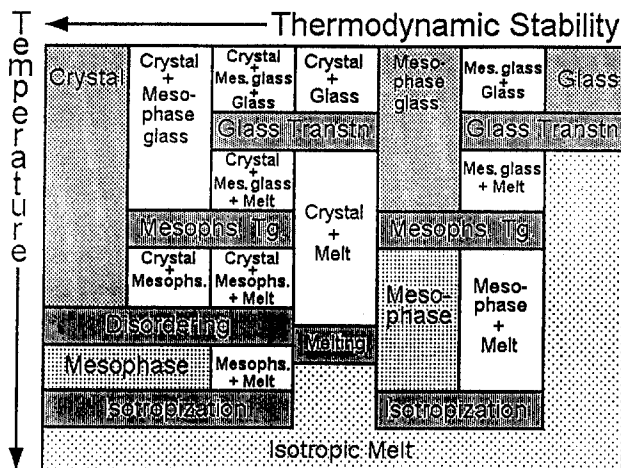 Thermodynamic Stability
Temperature
Crystal
Crystal
+
Meso-
phase
glass
Crystal
+
Mes.glass
+
Glass
Crystal
+
Glass
Meso-
phase
glass
Mes.glass
+
Glass
Glass
Glass Transtn
Glass Transtn
Crystal
+
Mes.glass
+ Melt
Crystal
+
Melt
Mes.glass
+ Melt
Mesophs. Tg.
Mesophs. Tg
Crystal
+
Mesophs.
Crystal
+
Mesophs.
+ Melt
Meso-
phase
Meso-
phase
+
Melt
Disordering
Melting
Mesophase
Mesophs.
+ Melt
Isotropization
Isotropization
Isotropic Melt